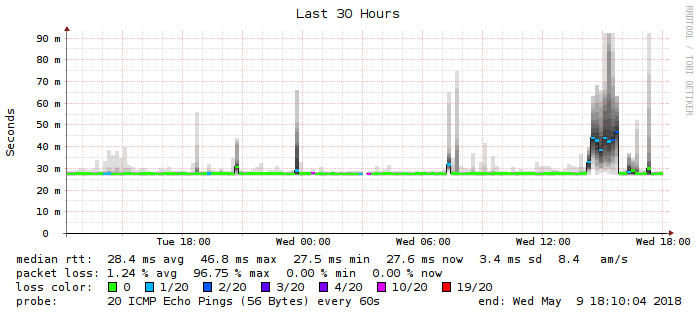 Last 30 Hours
RRDTOOL / TOBI OETIKER
Seconds
90 m
80 m
70 m
60 m
50 m
40 m
30 m
20 m
10 m
0
Tue 18:00 Wed 00:00 Wed 06:00 Wed 12:00 Wed 18:00
median rtt: 28.4 ms avg 46.8 ms max 27.5 ms min 27.6 ms now 3.4 ms sd 8.4 am/s
packet loss: 1.24 % avg 96.75 % max 0.00 % min 0.00 % now
loss color: 0 1/20 2/20 3/20 4/20 10/20 19/20
probe: 20 ICMP Echo Pings (56 Bytes) every 60s end: Wed May 9 18:10:04 2018